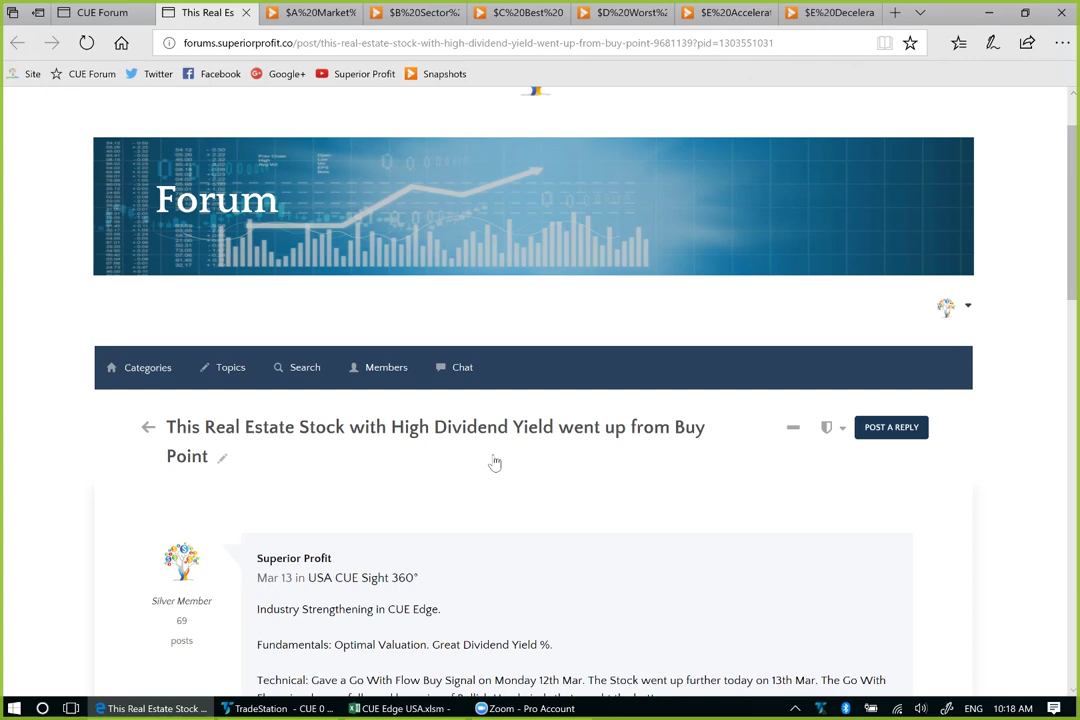 CUE Forum
This Real Es
$A%20Market%
$B%20Sector%
$C%20Best%20
$D%20Worst%2
$E%20Accelera
$E%20Decelera
forums.superiorprofit.co/post/this-real-estate-stock-with-high-dividend-yield-went-up-from-buy-point-9681139?pid=1303551031
Site
CUE Forum
Twitter
Facebook
Google+
Superior Profit
Snapshots
Forum
Categories
Topics
Search
Members
Chat
This Real Estate Stock with High Dividend Yield went up from Buy
Point
POST A REPLY
Superior Profit
Mar 13 in USA CUE Sight 360°
Silver Member
69
posts
Industry Strengthening in CUE Edge.
Fundamentals: Optimal Valuation. Great Dividend Yield %.
Technical: Gave a Go With Flow Buy Signal on Monday 12th Mar. The Stock went up further today on 13th Mar. The Go With
This Real Estate Stock ...
TradeStation - CUE 0 ...
CUE Edge USA.xlsm -
Zoom - Pro Account
ENG
10:18 AM